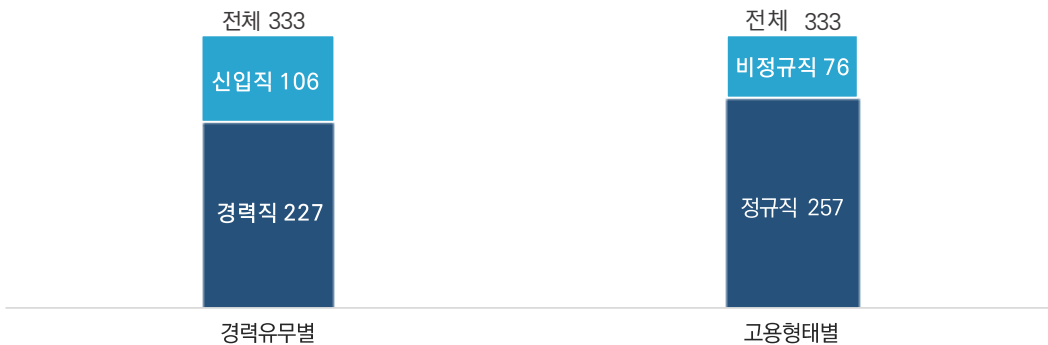 전체 333
신입직 106
경력직 227
경력유무별
전체 333
비정규직 76
정규직 257
고용형태별